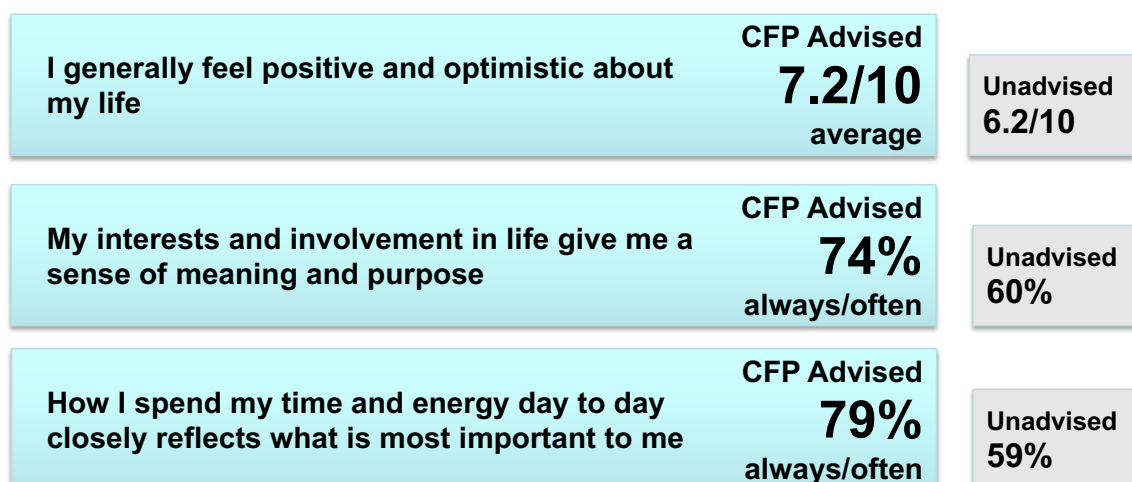 I generally feel positive and optimistic about
my life
CFP Advised
7.2/10
average
Unadvised
6.2/10
My interests and involvement in life give me a
sense of meaning and purpose
CFP Advised
74%
always/often
Unadvised
60%
How I spend my time and energy day to day
closely reflects what is most important to me
CFP Advised
79%
always/often
Unadvised
59%